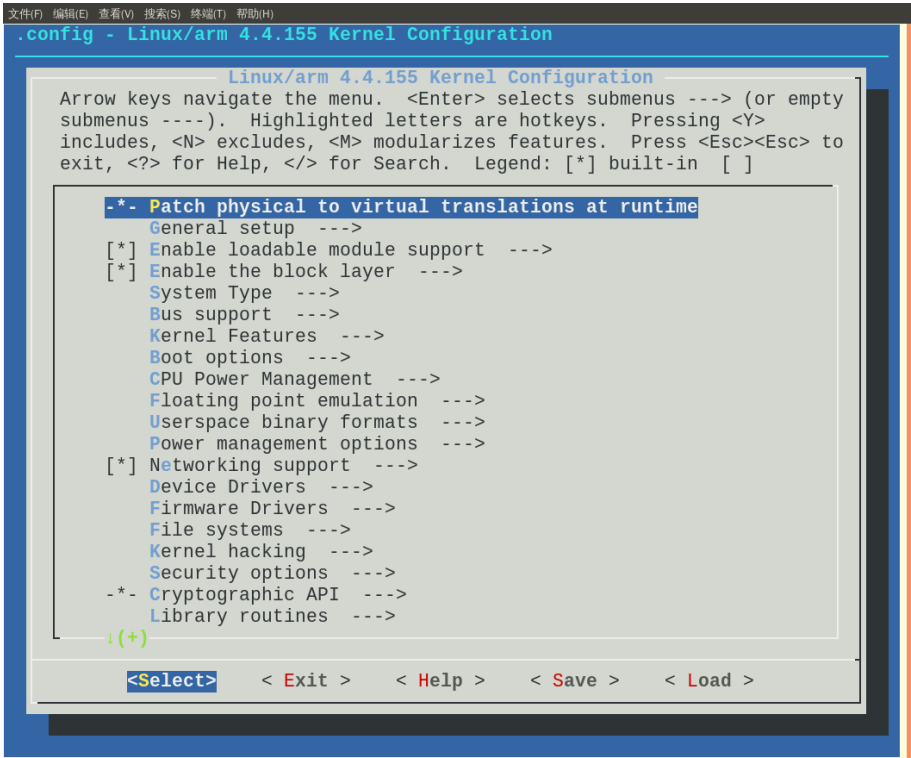 文件(F) 编辑(E) 查看(V) 搜索(S) 终端(T) 帮助(H)
.config - Linux/arm 4.4.155 Kernel Configuration
Linux/arm 4.4.155 Kernel Configuration
Arrow keys navigate the menu.  <Enter> selects submenus ---> (or empty
submenus ----).  Highlighted letters are hotkeys.  Pressing <Y>
includes, <N> excludes, <M> modularizes features.  Press <Esc><Esc> to
exit, <?> for Help, </> for Search.  Legend: [*] built-in  [ ]
-*- Patch physical to virtual translations at runtime
General setup  --->
[*] Enable loadable module support  --->
[*] Enable the block layer  --->
System Type  --->
Bus support  --->
Kernel Features  --->
Boot options  --->
CPU Power Management  --->
Floating point emulation  --->
Userspace binary formats  --->
Power management options  --->
[*] Networking support  --->
Device Drivers  --->
Firmware Drivers  --->
File systems  --->
Kernel hacking  --->
Security options  --->
-*- Cryptographic API  --->
Library routines  --->
↓(+)
<Select>    < Exit >    < Help >    < Save >    < Load >